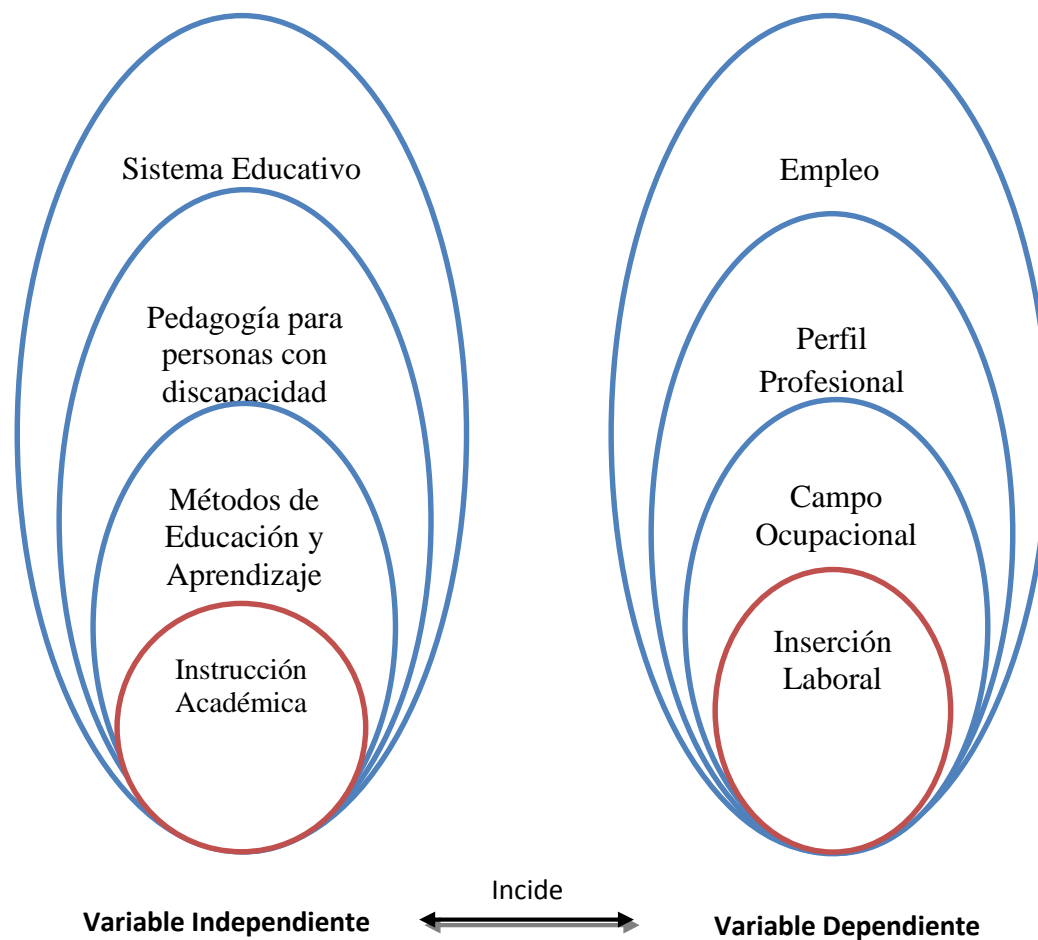 Sistema Educativo
Pedagogía para
personas con
discapacidad
Métodos de
Educación y
Aprendizaje
Instrucción
Académica
Empleo
Perfil
Profesional
Campo
Ocupacional
Inserción
Laboral
Incide
Variable Independiente
Variable Dependiente